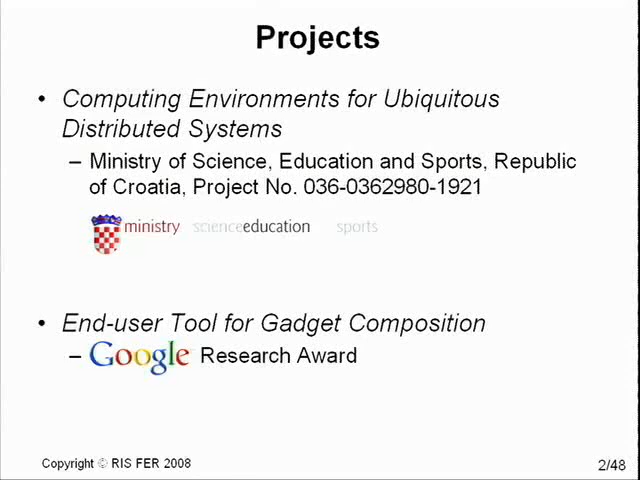 Projects
• Computing Environments for Ubiquitous
Distributed Systems
– Ministry of Science, Education and Sports, Republic
of Croatia, Project No. 036-0362980-1921
ministry scienceeducation sports
• End-user Tool for Gadget Composition
– Google Research Award
Copyright © RIS FER 2008
2/48